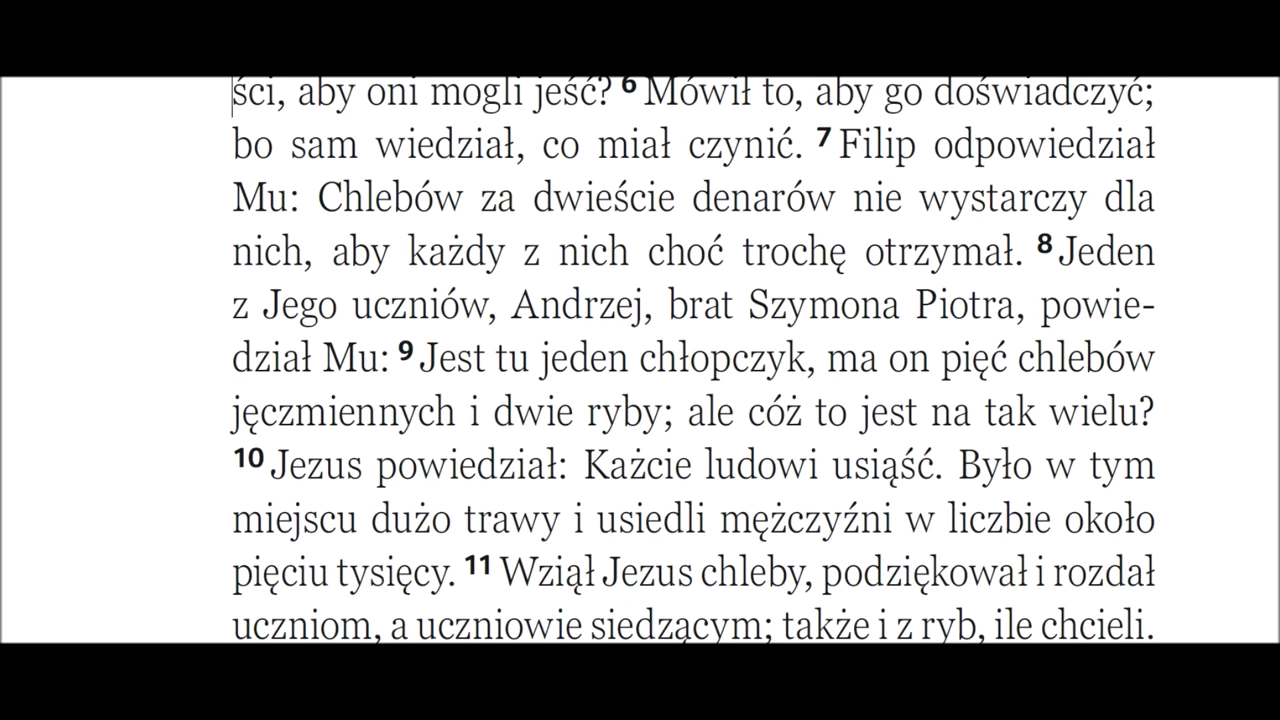 ści, aby oni mogli jeść? 6 Mówił to, aby go doświadczyć;
bo sam wiedział, co miał czynić. 7 Filip odpowiedział
Mu: Chlebów za dwieście denarów nie wystarczy dla
nich, aby każdy z nich choć trochę otrzymał. 8 Jeden
z Jego uczniów, Andrzej, brat Szymona Piotra, powie-
dział Mu: 9 Jest tu jeden chłopczyk, ma on pięć chlebów
jęczmiennych i dwie ryby; ale cóż to jest na tak wielu?
10 Jezus powiedział: Każcie ludowi usiąść. Było w tym
miejscu dużo trawy i usiedli mężczyźni w liczbie około
pięciu tysięcy. 11 Wziął Jezus chleby, podziękował i rozdał
uczniom, a uczniowie siedzącym; także i z ryb, ile chcieli.